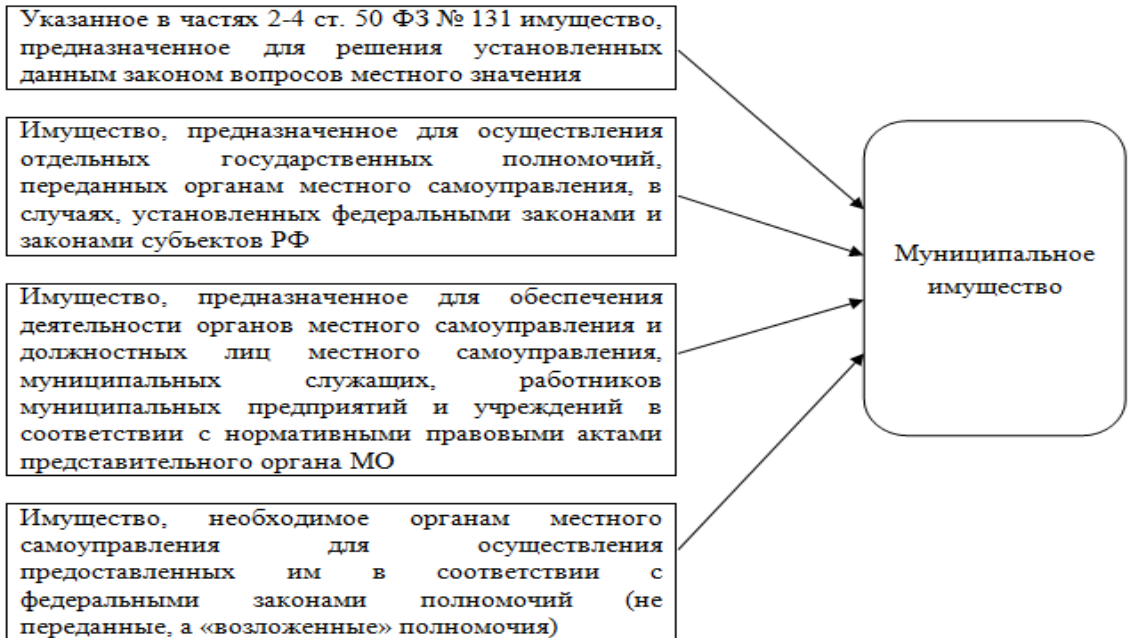 Указанное в частях 2-4 ст. 50 ФЗ № 131 имущество,
предназначенное для решения установленных
данным законом вопросов местного значения
Имущество, предназначенное для осуществления
отдельных государственных полномочий,
переданных органам местного самоуправления, в
случаях, установленных федеральными законами и
законами субъектов РФ
Имущество, предназначенное для обеспечения
деятельности органов местного самоуправления и
должностных лиц местного самоуправления,
муниципальных служащих, работников
муниципальных предприятий и учреждений в
соответствии с нормативными правовыми актами
представительного органа МО
Имущество, необходимое органам местного
самоуправления для осуществления
предоставленных им в соответствии с
федеральными законами полномочий (не
переданные, а «возложенные» полномочия)
Муниципальное
имущество